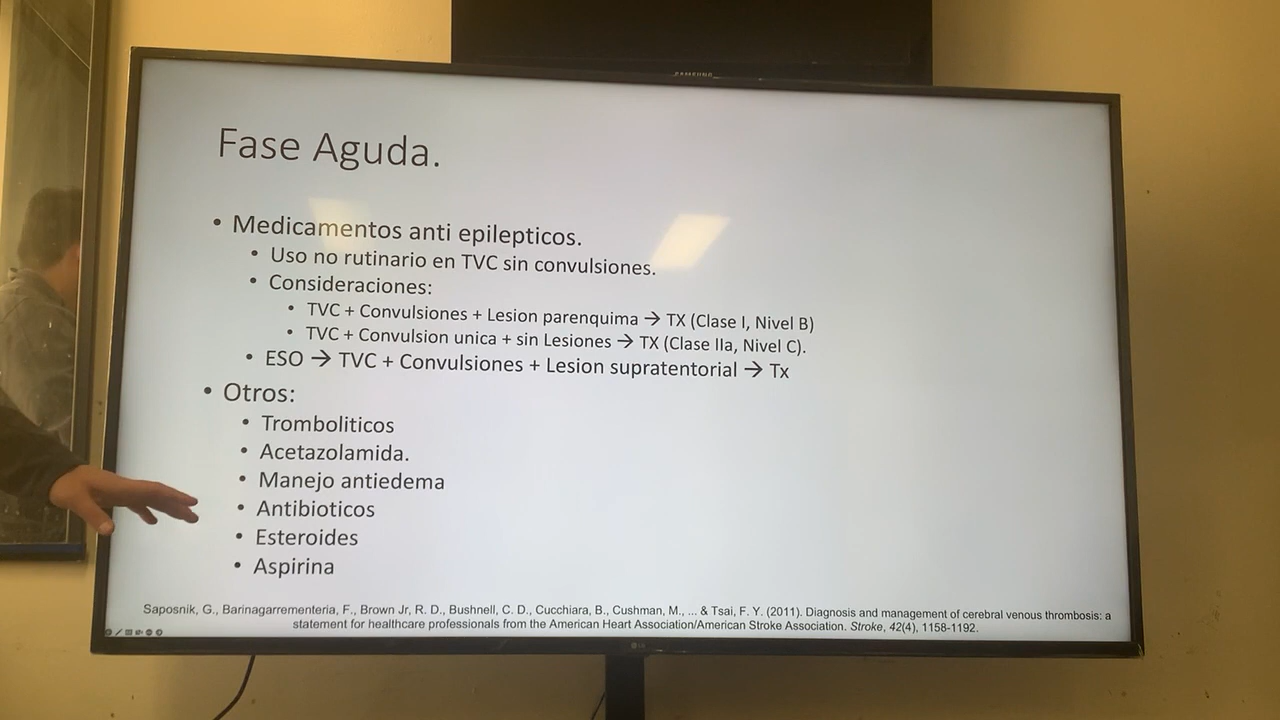 SAMSUNG
Fase Aguda.
• Medicamentos anti epilepticos.
• Uso no rutinario en TVC sin convulsiones.
• Consideraciones:
• TVC + Convulsiones + Lesion parenquima → TX (Clase I, Nivel B)
• TVC + Convulsion unica + sin Lesiones → TX (Clase IIa, Nivel C).
• ESO → TVC + Convulsiones + Lesion supratentorial → Tx
• Otros:
• Tromboliticos
• Acetazolamida.
• Manejo antiedema
• Antibioticos
• Esteroides
• Aspirina
Saposnik, G., Barinagarrementeria, F., Brown Jr, R. D., Bushnell, C. D., Cucchiara, B., Cushman, M., ... & Tsai, F. Y. (2011). Diagnosis and management of cerebral venous thrombosis: a
statement for healthcare professionals from the American Heart Association/American Stroke Association. Stroke, 42(4), 1158-1192.
LG